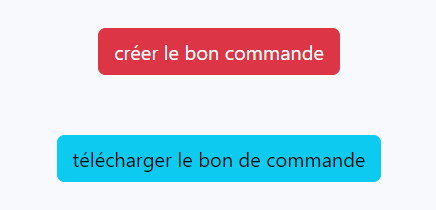 créer le bon commande
télécharger le bon de commande